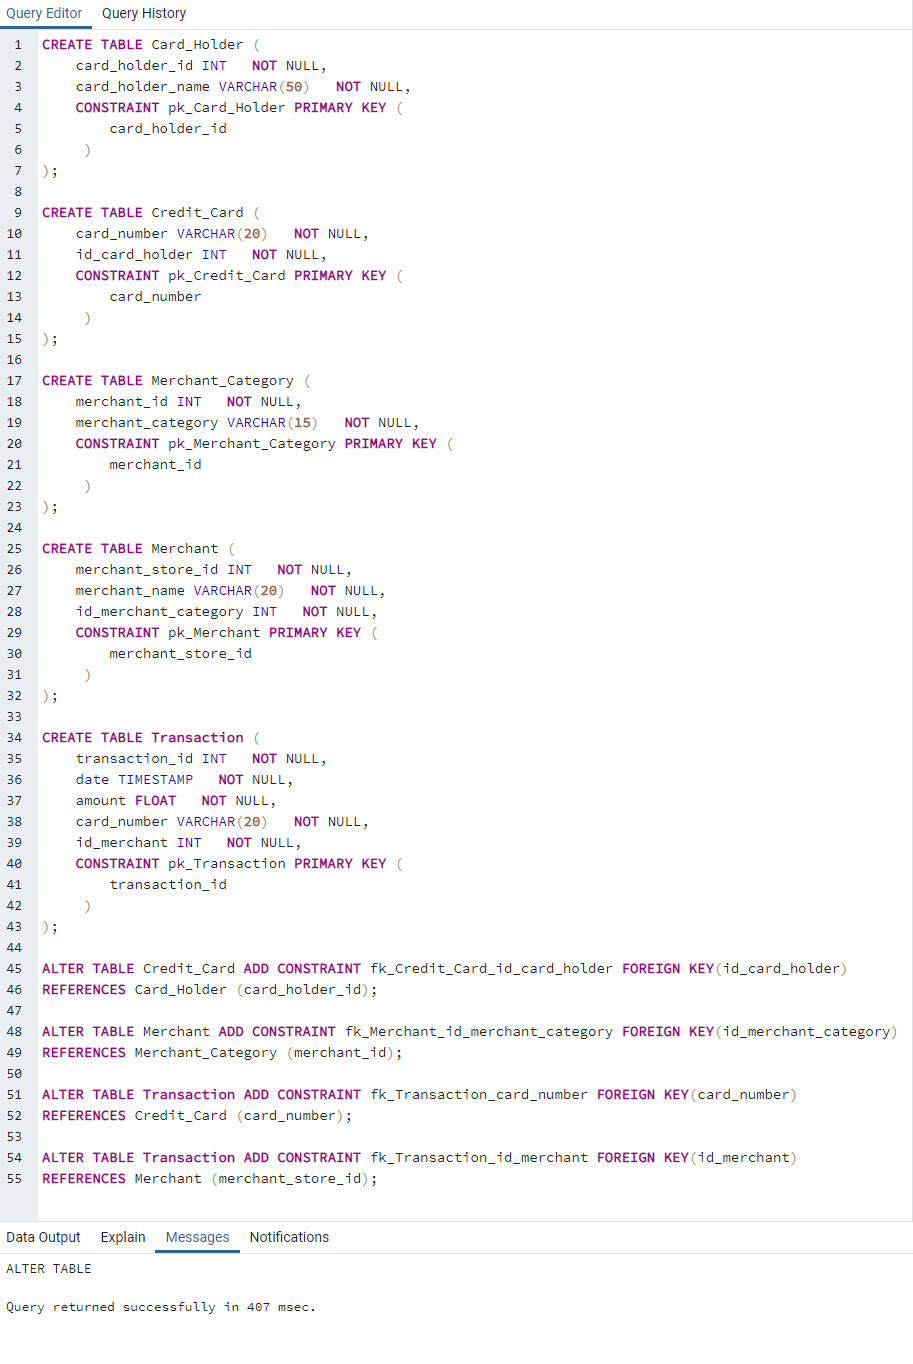 Query Editor Query History
1 CREATE TABLE Card_Holder (
2 card_holder_id INT NOT NULL,
3 card_holder_name VARCHAR(50) NOT NULL,
4 CONSTRAINT pk_Card_Holder PRIMARY KEY (
5 card_holder_id
6 )
7 );
8
9 CREATE TABLE Credit_Card (
10 card_number VARCHAR(20) NOT NULL,
11 id_card_holder INT NOT NULL,
12 CONSTRAINT pk_Credit_Card PRIMARY KEY (
13 card_number
14 )
15 );
16
17 CREATE TABLE Merchant_Category (
18 merchant_id INT NOT NULL,
19 merchant_category VARCHAR(15) NOT NULL,
20 CONSTRAINT pk_Merchant_Category PRIMARY KEY (
21 merchant_id
22 )
23 );
24
25 CREATE TABLE Merchant (
26 merchant_store_id INT NOT NULL,
27 merchant_name VARCHAR(20) NOT NULL,
28 id_merchant_category INT NOT NULL,
29 CONSTRAINT pk_Merchant PRIMARY KEY (
30 merchant_store_id
31 )
32 );
33
34 CREATE TABLE Transaction (
35 transaction_id INT NOT NULL,
36 date TIMESTAMP NOT NULL,
37 amount FLOAT NOT NULL,
38 card_number VARCHAR(20) NOT NULL,
39 id_merchant INT NOT NULL,
40 CONSTRAINT pk_Transaction PRIMARY KEY (
41 transaction_id
42 )
43 );
44
45 ALTER TABLE Credit_Card ADD CONSTRAINT fk_Credit_Card_id_card_holder FOREIGN KEY(id_card_holder)
46 REFERENCES Card_Holder (card_holder_id);
47
48 ALTER TABLE Merchant ADD CONSTRAINT fk_Merchant_id_merchant_category FOREIGN KEY(id_merchant_category)
49 REFERENCES Merchant_Category (merchant_id);
50
51 ALTER TABLE Transaction ADD CONSTRAINT fk_Transaction_card_number FOREIGN KEY(card_number)
52 REFERENCES Credit_Card (card_number);
53
54 ALTER TABLE Transaction ADD CONSTRAINT fk_Transaction_id_merchant FOREIGN KEY(id_merchant)
55 REFERENCES Merchant (merchant_store_id);
Data Output Explain Messages Notifications
ALTER TABLE
Query returned successfully in 407 msec.